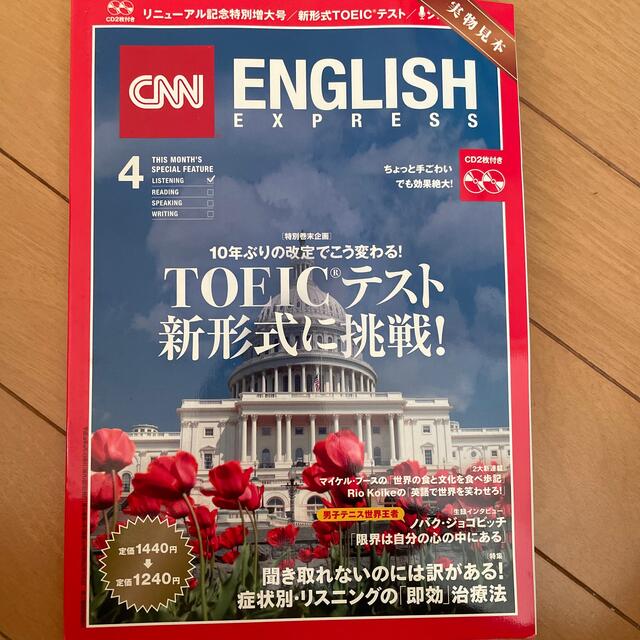 CD2枚付き
リニューアル記念特別増大号／新形式TOEIC®テスト／
実物見本
CNN
ENGLISH
EXPRESS
4
THIS MONTH'S
SPECIAL FEATURE
LISTENING
READING
SPEAKING
WRITING
ちょっと手ごわい
でも効果絶大!
CD2枚付き
［特別巻末企画］
10年ぶりの改定でこう変わる!
TOEIC®テスト
新形式に挑戦!
2大新連載
マイケル・ブースの「世界の食と文化を食べ歩記」
Rio Koikeの「英語で世界を笑わせろ!」
男子テニス世界王者
生録インタビュー
ノバク・ジョコビッチ
「限界は自分の心の中にある」
［特集］
聞き取れないのには訳がある!
症状別・リスニングの「即効」治療法
定価1440円
定価1240円